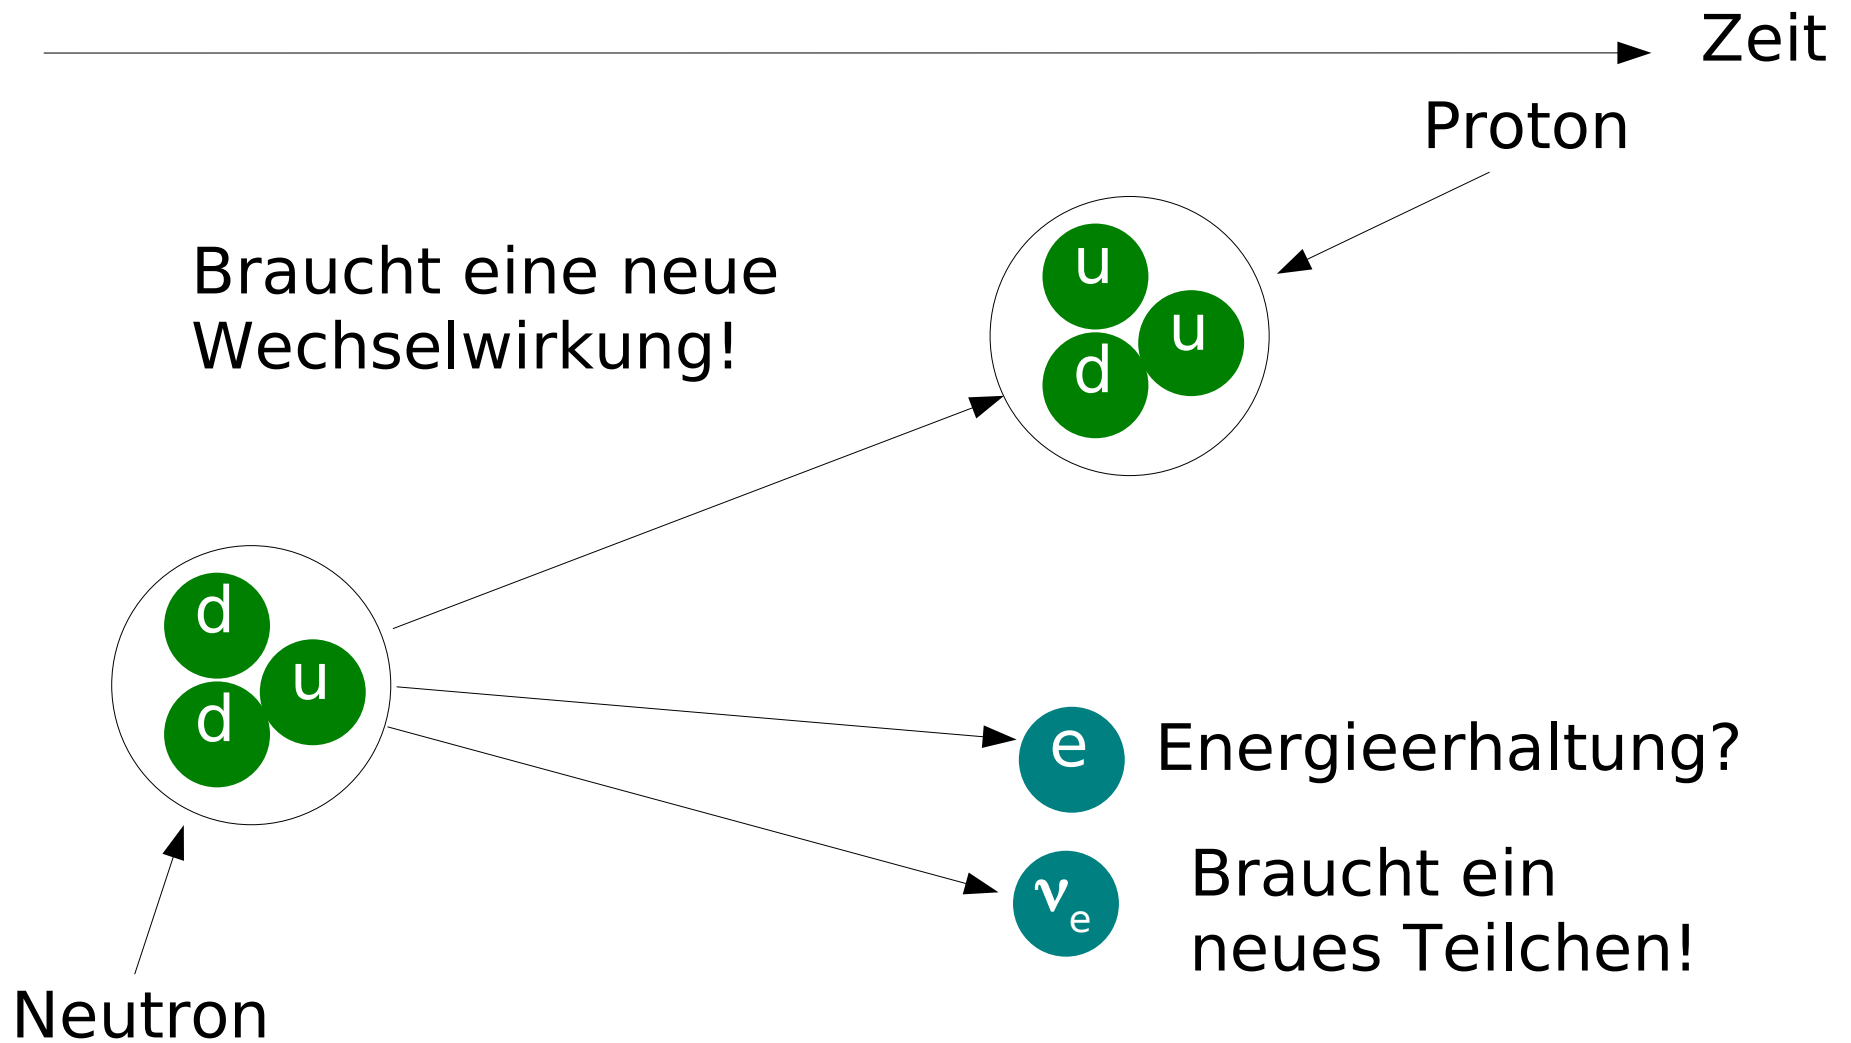 Zeit
Proton
Braucht eine neue
Wechselwirkung!
u
u
d
d
u
d
e Energieerhaltung?
νe Braucht ein
neues Teilchen!
Neutron